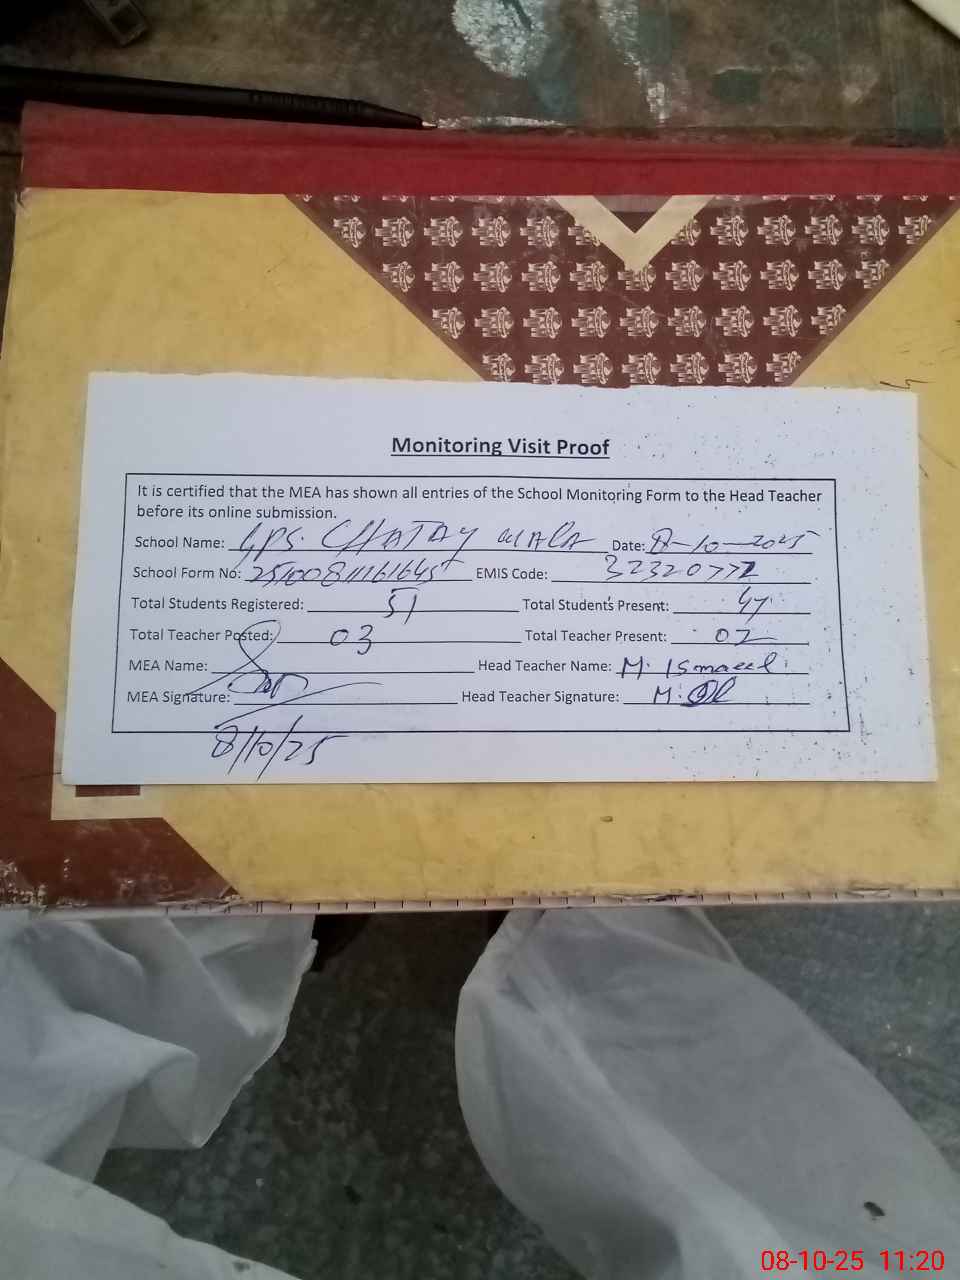 Monitoring Visit Proof
It is certified that the MEA has shown all entries of the School Monitoring Form to the Head Teacher
before its online submission.
School Name: GPS. CHATAY WALA Date: 8-10-2025
School Form No: EMIS Code: 32320772
Total Students Registered: 51 Total Students Present: 47
Total Teacher Posted: 03 Total Teacher Present: 02
MEA Name: Head Teacher Name: M. Ismaeel
MEA Signature: Head Teacher Signature: M.
8/10/25
08-10-25 11:20